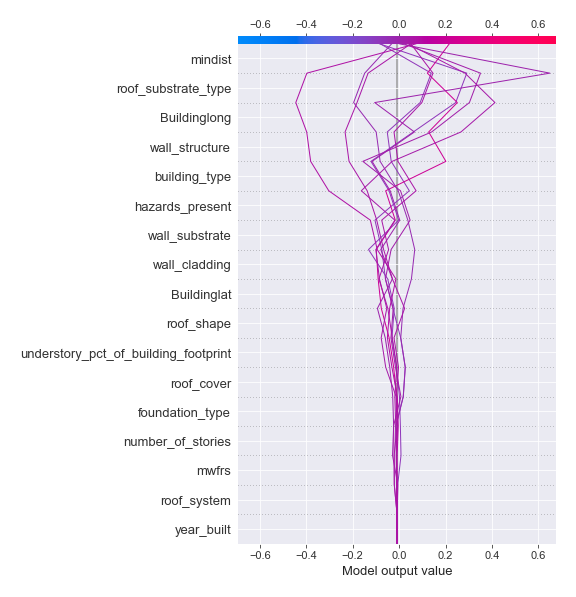 −0.6 −0.4 −0.2 0.0 0.2 0.4 0.6
mindist
roof_substrate_type
Buildinglong
wall_structure
building_type
hazards_present
wall_substrate
wall_cladding
Buildinglat
roof_shape
understory_pct_of_building_footprint
roof_cover
foundation_type
number_of_stories
mwfrs
roof_system
year_built
−0.6 −0.4 −0.2 0.0 0.2 0.4 0.6
Model output value